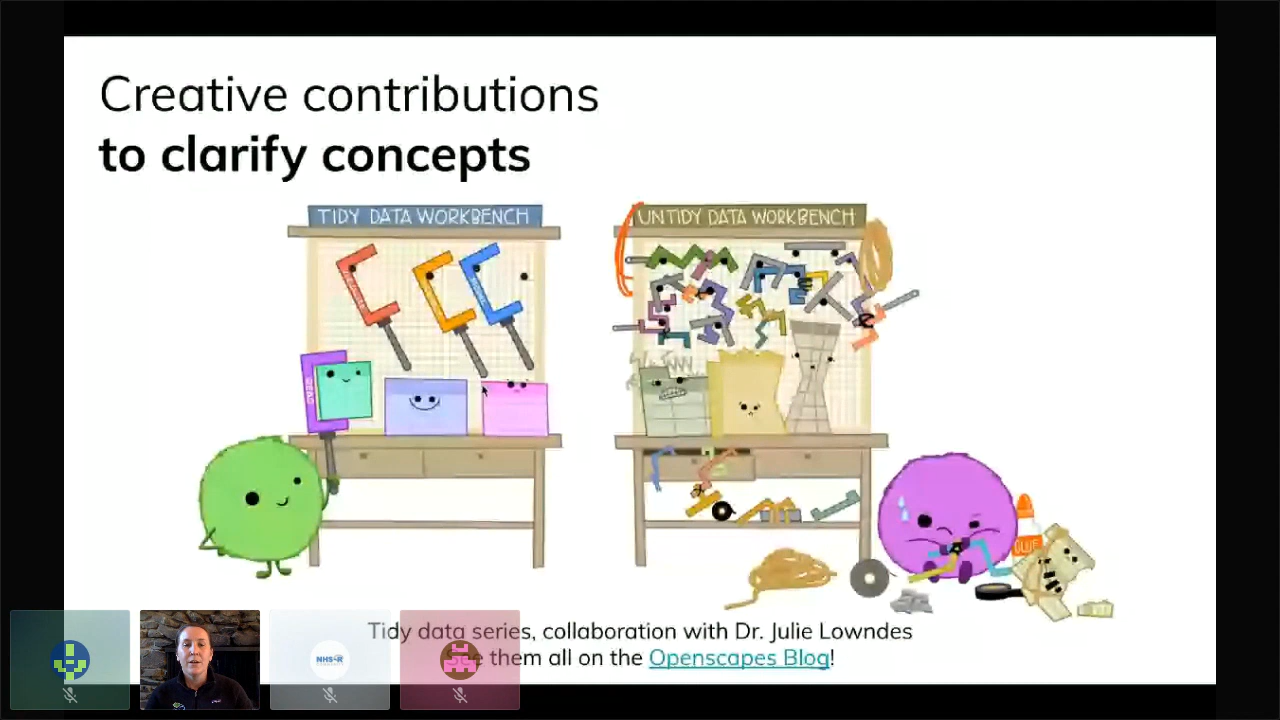 Creative contributions
to clarify concepts
TIDY DATA WORKBENCH
UNTIDY DATA WORKBENCH
GLUE
Tidy data series, collaboration with Dr. Julie Lowndes
them all on the Openscapes Blog!
NHS-R